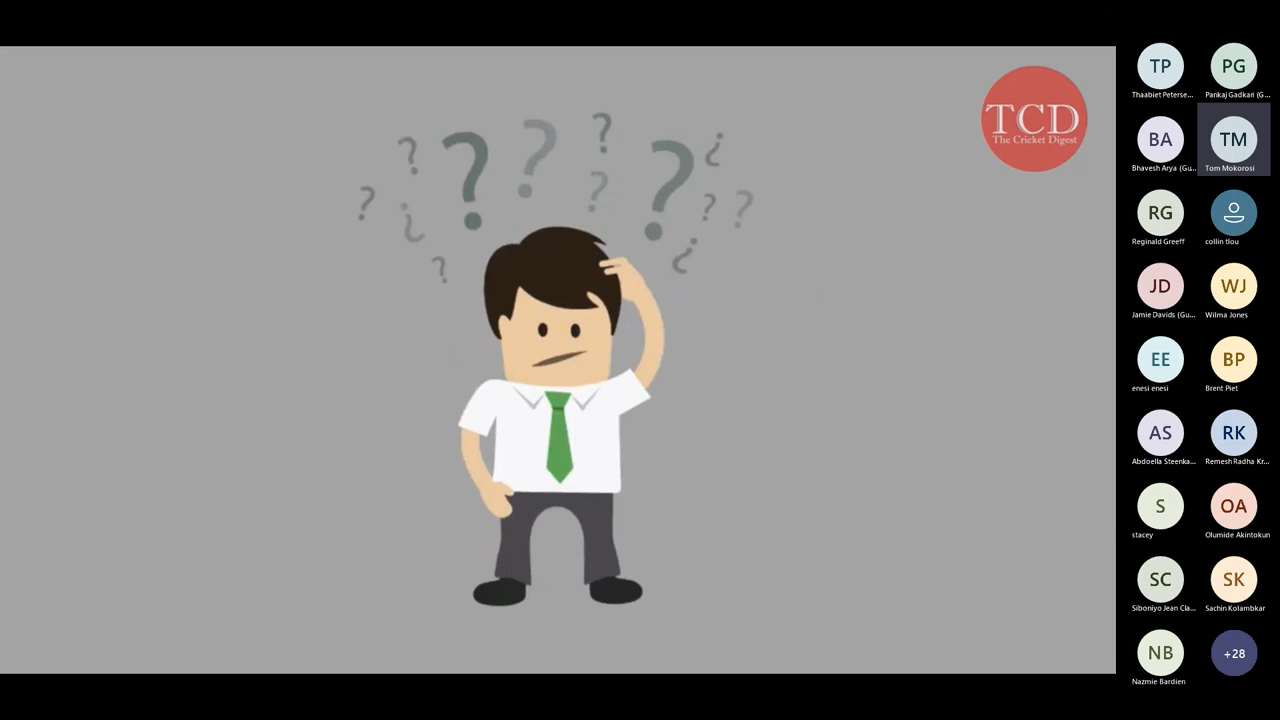 TCD
The Cricket Digest
TP
PG
Thaabiet Peterse...
Pankaj Gadkari (G...
BA
TM
Bhavesh Arya (Gu...
Tom Mokorosi
RG
Reginald Greeff
collin tlou
JD
WJ
Jamie Davids (Gu...
Wilma Jones
EE
BP
enesi enesi
Brent Piet
AS
RK
Abdoella Steenka...
Remesh Radha Kr...
S
OA
stacey
Olumide Akintokun
SC
SK
Siboniyo Jean Cla...
Sachin Kolambkar
NB
+28
Nazmie Bardien